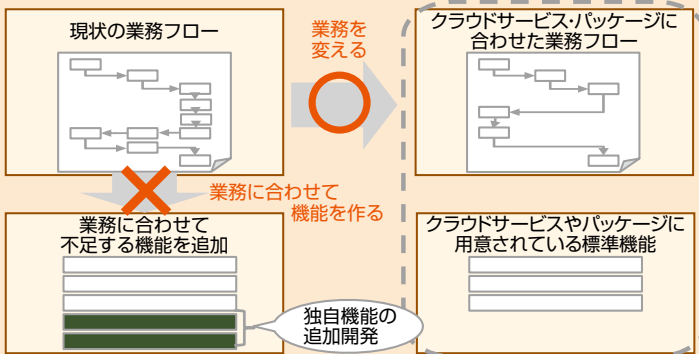 現状の業務フロー
業務を
変える
クラウドサービス・パッケージに
合わせた業務フロー
業務に合わせて
機能を作る
業務に合わせて
不足する機能を追加
クラウドサービスやパッケージに
用意されている標準機能
独自機能の
追加開発